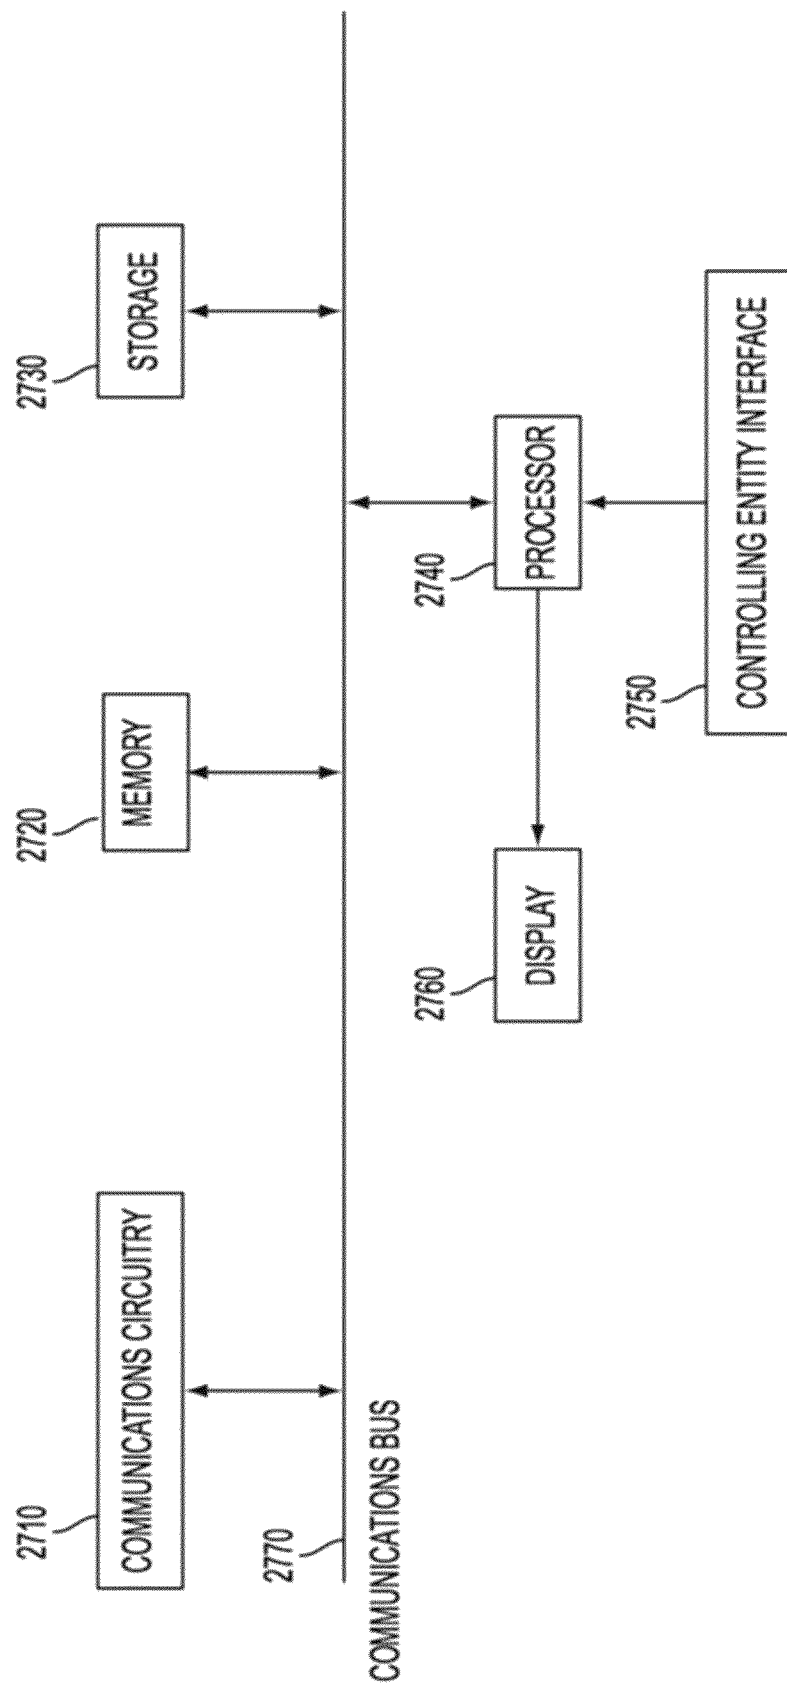 2710
COMMUNICATIONS CIRCUITRY
2720
MEMORY
2730
STORAGE
2770
COMMUNICATIONS BUS
2760
DISPLAY
2740
PROCESSOR
2750
CONTROLLING ENTITY INTERFACE